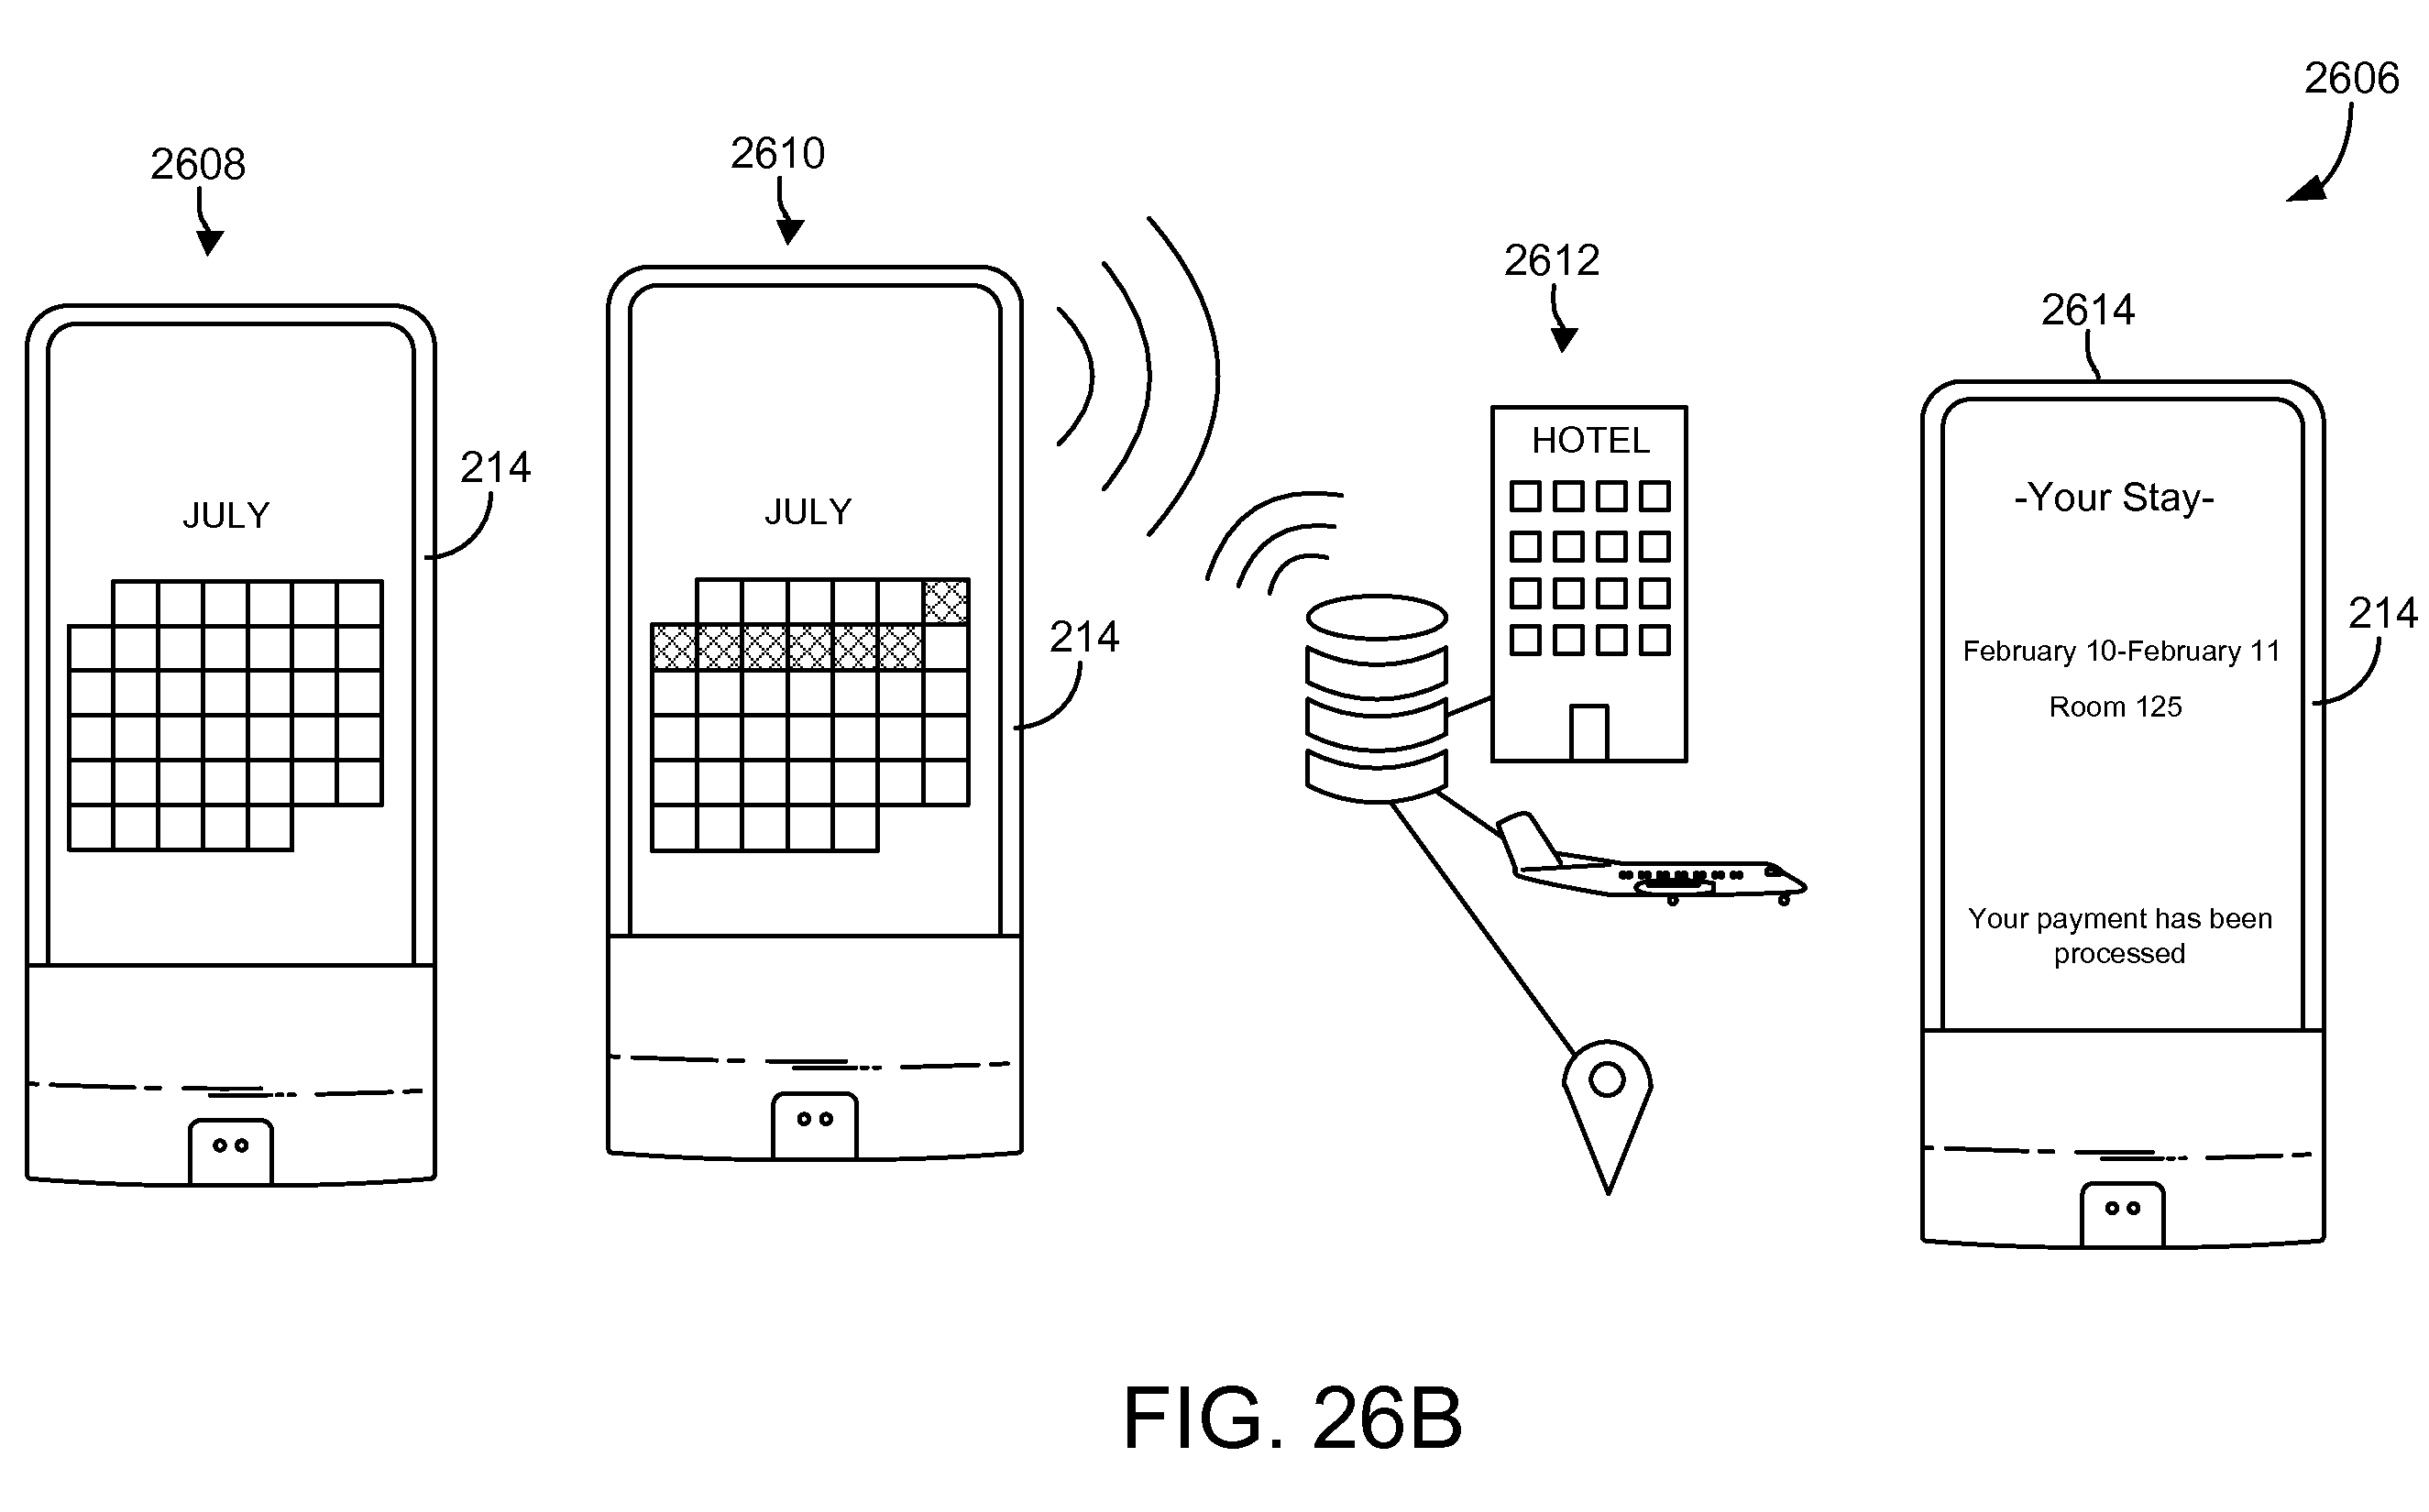 2606
2608
2610
2612
2614
HOTEL
214
JULY
JULY
-Your Stay-
214
214
February 10-February 11
Room 125
Your payment has been
processed
FIG. 26B